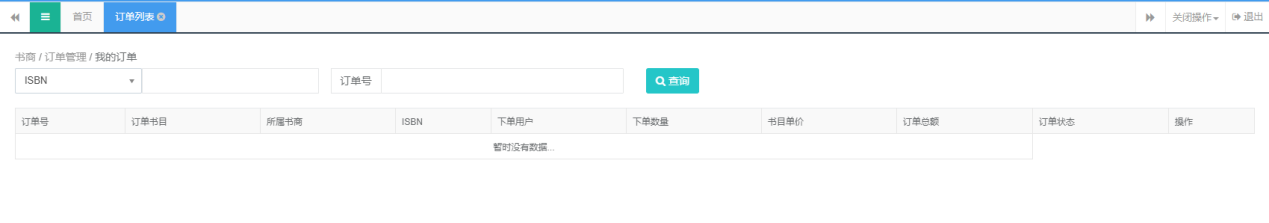 首页 订单列表 关闭操作 退出
书商 / 订单管理 / 我的订单
ISBN 订单号 查询
订单号 订单书目 所属书商 ISBN 下单用户 下单数量 书目单价 订单总额 订单状态 操作
暂时没有数据...